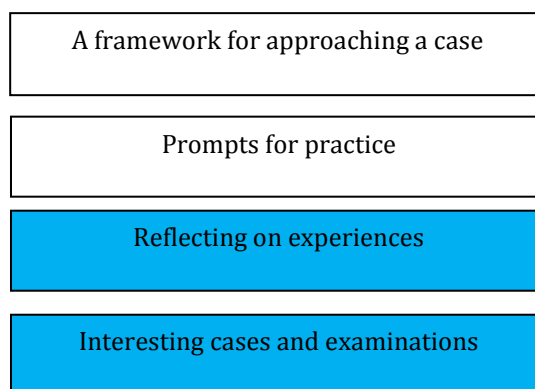 A framework for approaching a case
Prompts for practice
Reflecting on experiences
Interesting cases and examinations